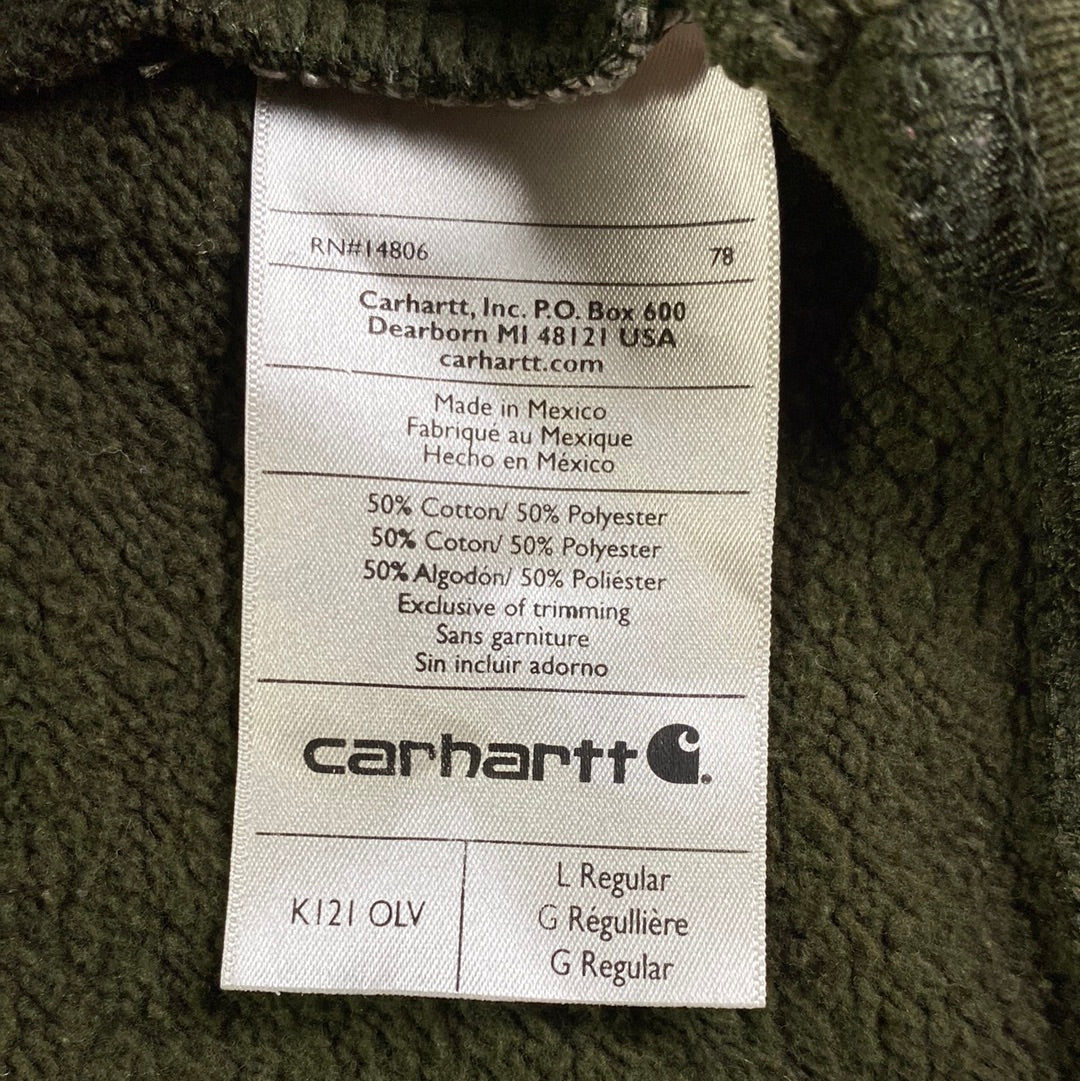 RN#14806 78
Carhartt, Inc. P.O. Box 600
Dearborn MI 48121 USA
carhartt.com
Made in Mexico
Fabriqué au Mexique
Hecho en México
50% Cotton/ 50% Polyester
50% Coton/ 50% Polyester
50% Algodón/ 50% Poliéster
Exclusive of trimming
Sans garniture
Sin incluir adorno
carhartt
K121 OLV
L Regular
G Régullière
G Regular